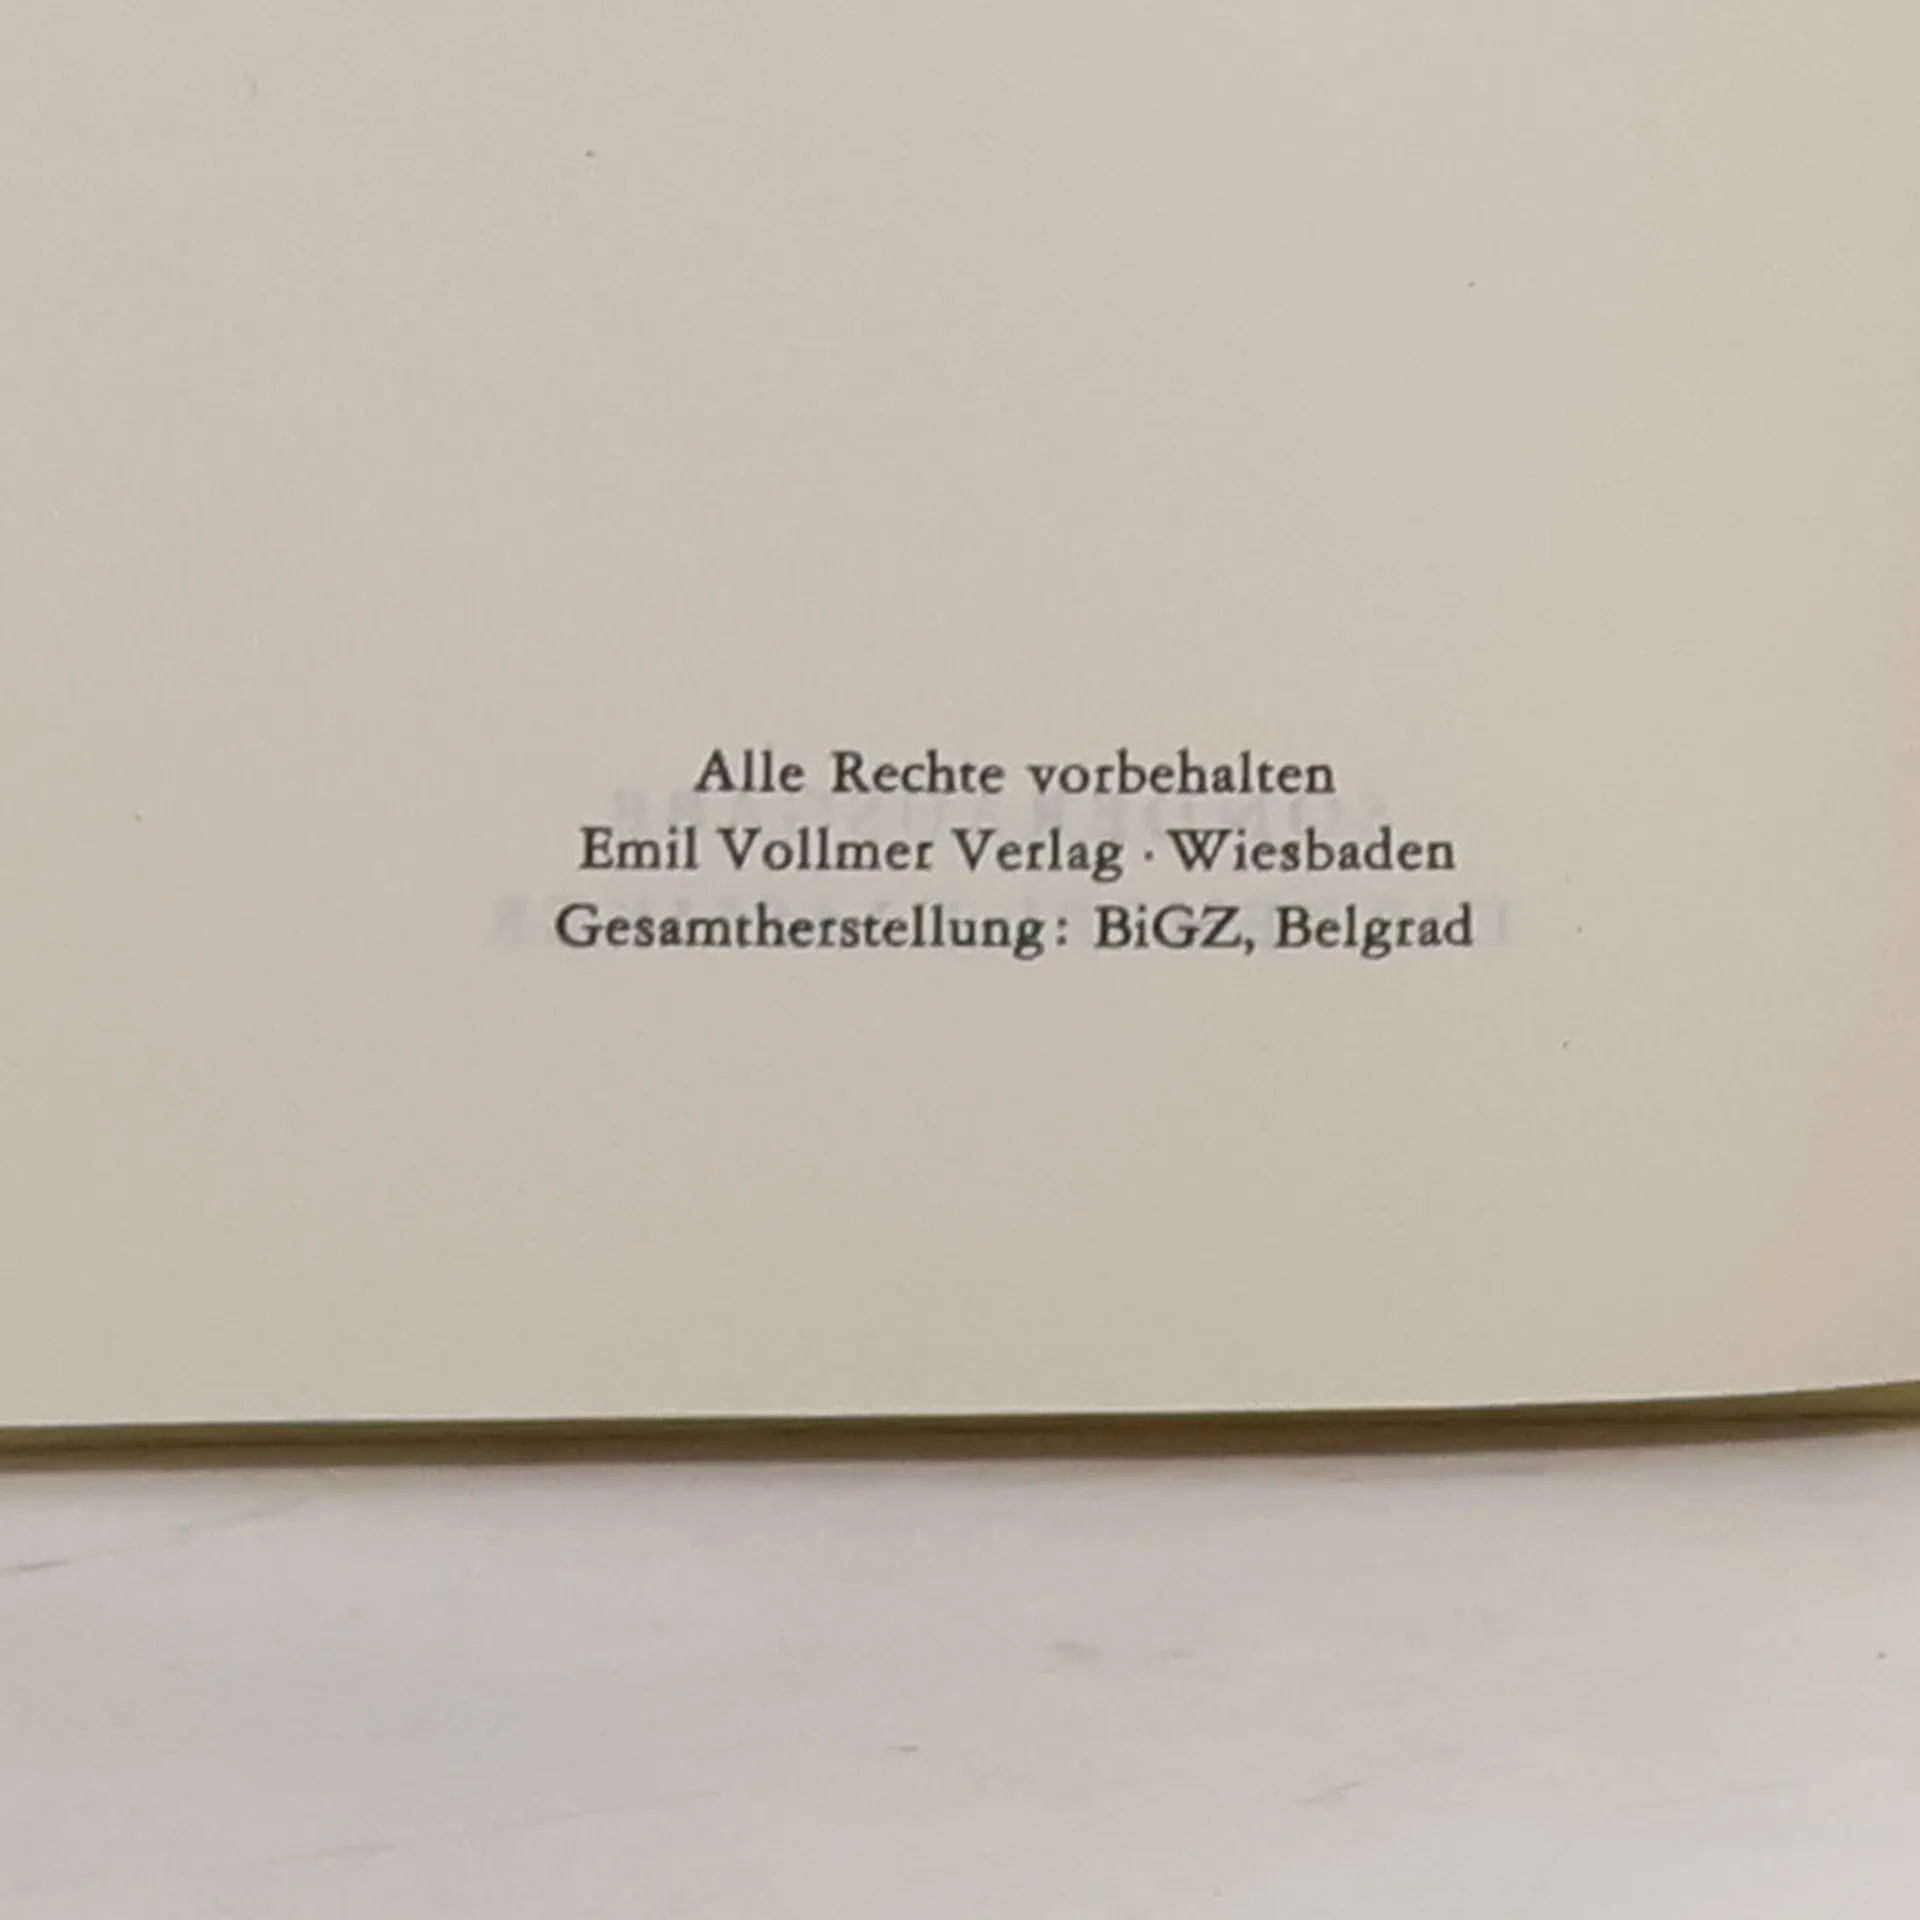 Alle Rechte vorbehalten
Emil Vollmer Verlag · Wiesbaden
Gesamtherstellung: BiGZ, Belgrad